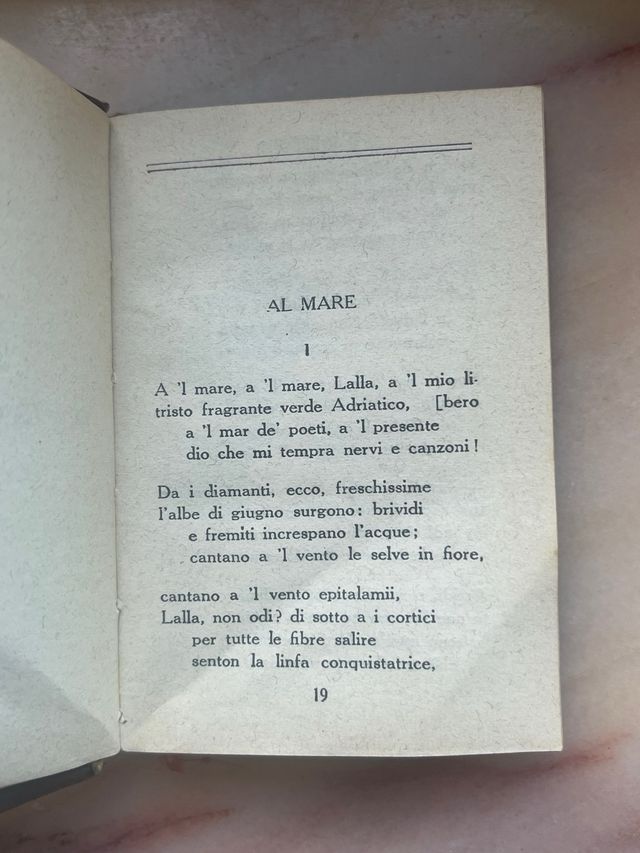 AL MARE
I
A 'l mare, a 'l mare, Lalla, a 'l mio li-
tristo fragrante verde Adriatico, [bero
a 'l mar de' poeti, a 'l presente
dio che mi tempra nervi e canzoni!
Da i diamanti, ecco, freschissime
l'albe di giugno surgono: brividi
e fremiti increspano l'acque;
cantano a 'l vento le selve in fiore,
cantano a 'l vento epitalamii,
Lalla, non odi? di sotto a i cortici
per tutte le fibre salire
senton la linfa conquistatrice,
19